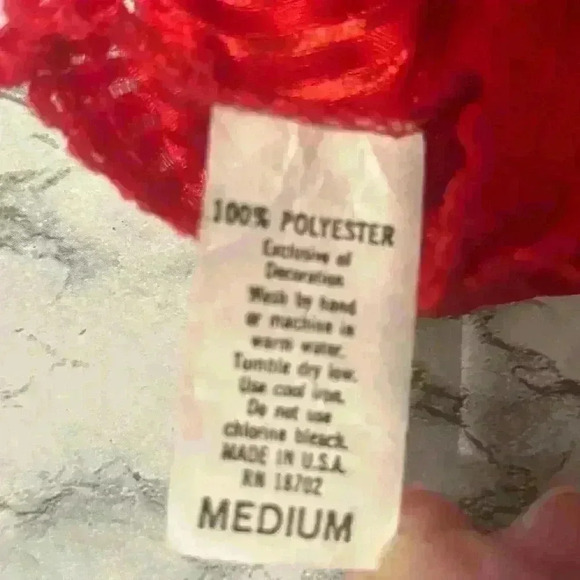 100% POLYESTER
Exclusive of
Decoration
Wash by hand
or machine in
warm water.
Tumble dry low.
Use cool iron.
Do not use
chlorine bleach.
MADE IN U.S.A.
RN 18702
MEDIUM